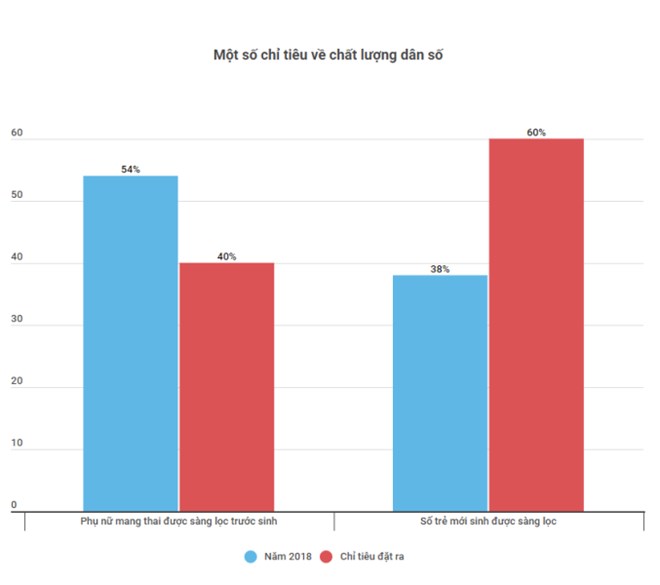 Một số chỉ tiêu về chất lượng dân số
60
50
40
30
20
10
0
54%
40%
38%
60%
Phụ nữ mang thai được sàng lọc trước sinh
Số trẻ mới sinh được sàng lọc
Năm 2018
Chỉ tiêu đặt ra